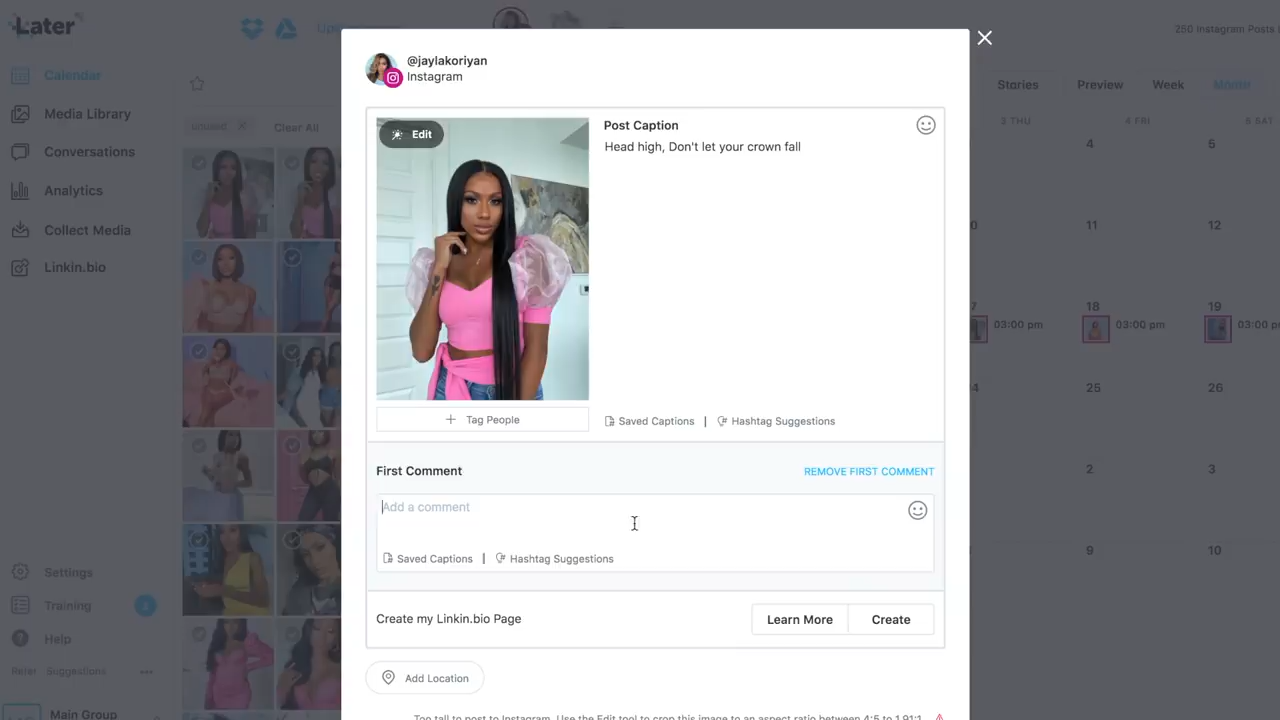 Later
250 Instagram Posts
@jaylakoriyan
Instagram
Calendar
Media Library
Conversations
Analytics
Collect Media
Linkin.bio
Settings
Training
Help
Refer Suggestions
Main Group
unused
Clear All
Edit
Post Caption
Head high, Don't let your crown fall
+ Tag People
Saved Captions | Hashtag Suggestions
First Comment
REMOVE FIRST COMMENT
Add a comment
Saved Captions | Hashtag Suggestions
Create my Linkin.bio Page
Learn More
Create
Add Location
Too tall to post to Instagram. Use the Edit tool to crop this image to an aspect ratio between 4:5 to 1.91:1
Stories
Preview
Week
Month
3 THU
4 FRI
5 SAT
4
5
11
12
18
19
03:00 pm
03:00 pm
03:00 p
25
26
2
3
9
10